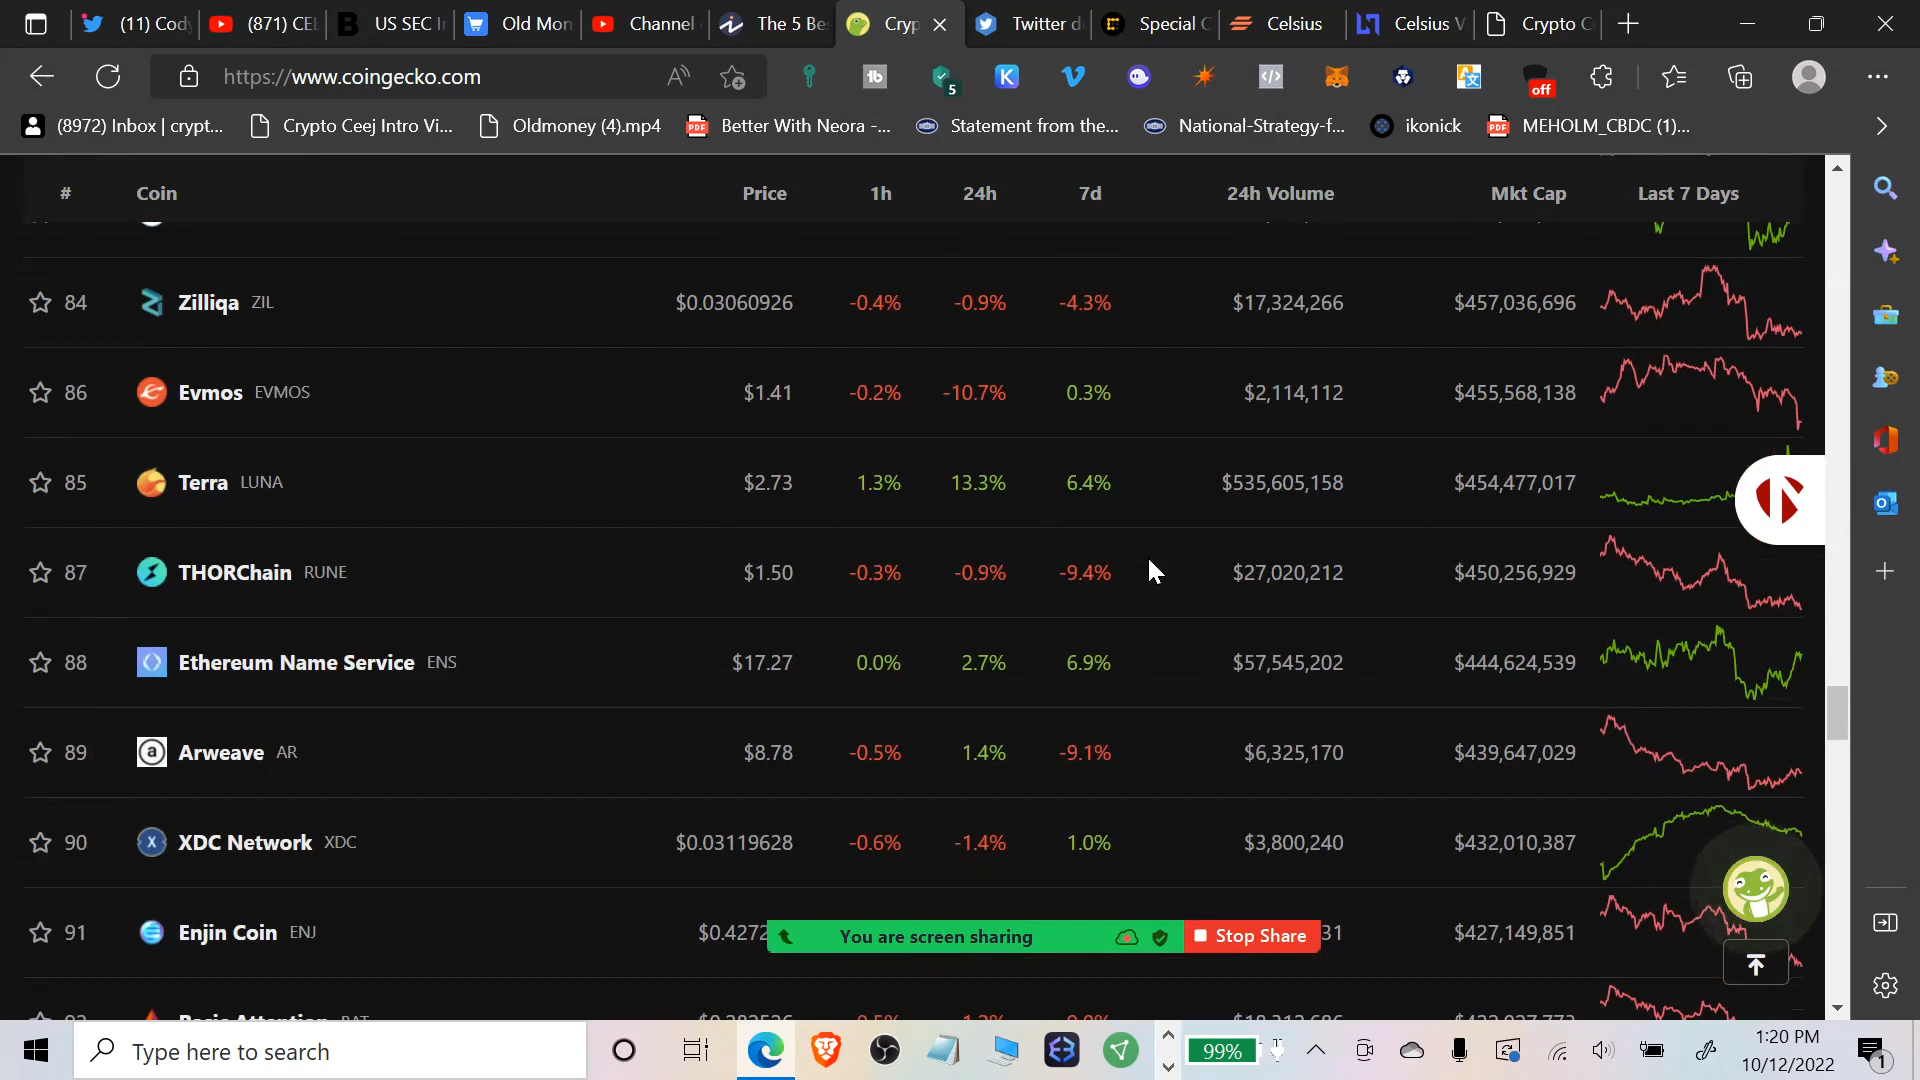 (11) Cody
(871) CEL
US SEC I
Old Mon
Channel
The 5 Be
Cryp
Twitter d
Special C
Celsius
Celsius V
Crypto C
https://www.coingecko.com
5
off
(8972) Inbox | crypt...
Crypto Ceej Intro Vi...
Oldmoney (4).mp4
Better With Neora -...
Statement from the...
National-Strategy-f...
ikonick
MEHOLM_CBDC (1)...
# Coin Price 1h 24h 7d 24h Volume Mkt Cap Last 7 Days
84 Zilliqa ZIL $0.03060926 -0.4% -0.9% -4.3% $17,324,266 $457,036,696
86 Evmos EVMOS $1.41 -0.2% -10.7% 0.3% $2,114,112 $455,568,138
85 Terra LUNA $2.73 1.3% 13.3% 6.4% $535,605,158 $454,477,017
87 THORChain RUNE $1.50 -0.3% -0.9% -9.4% $27,020,212 $450,256,929
88 Ethereum Name Service ENS $17.27 0.0% 2.7% 6.9% $57,545,202 $444,624,539
89 Arweave AR $8.78 -0.5% 1.4% -9.1% $6,325,170 $439,647,029
90 XDC Network XDC $0.03119628 -0.6% -1.4% 1.0% $3,800,240 $432,010,387
91 Enjin Coin ENJ $0.4272 31 $427,149,851
You are screen sharing
Stop Share
Type here to search
99%
1:20 PM
10/12/2022
1